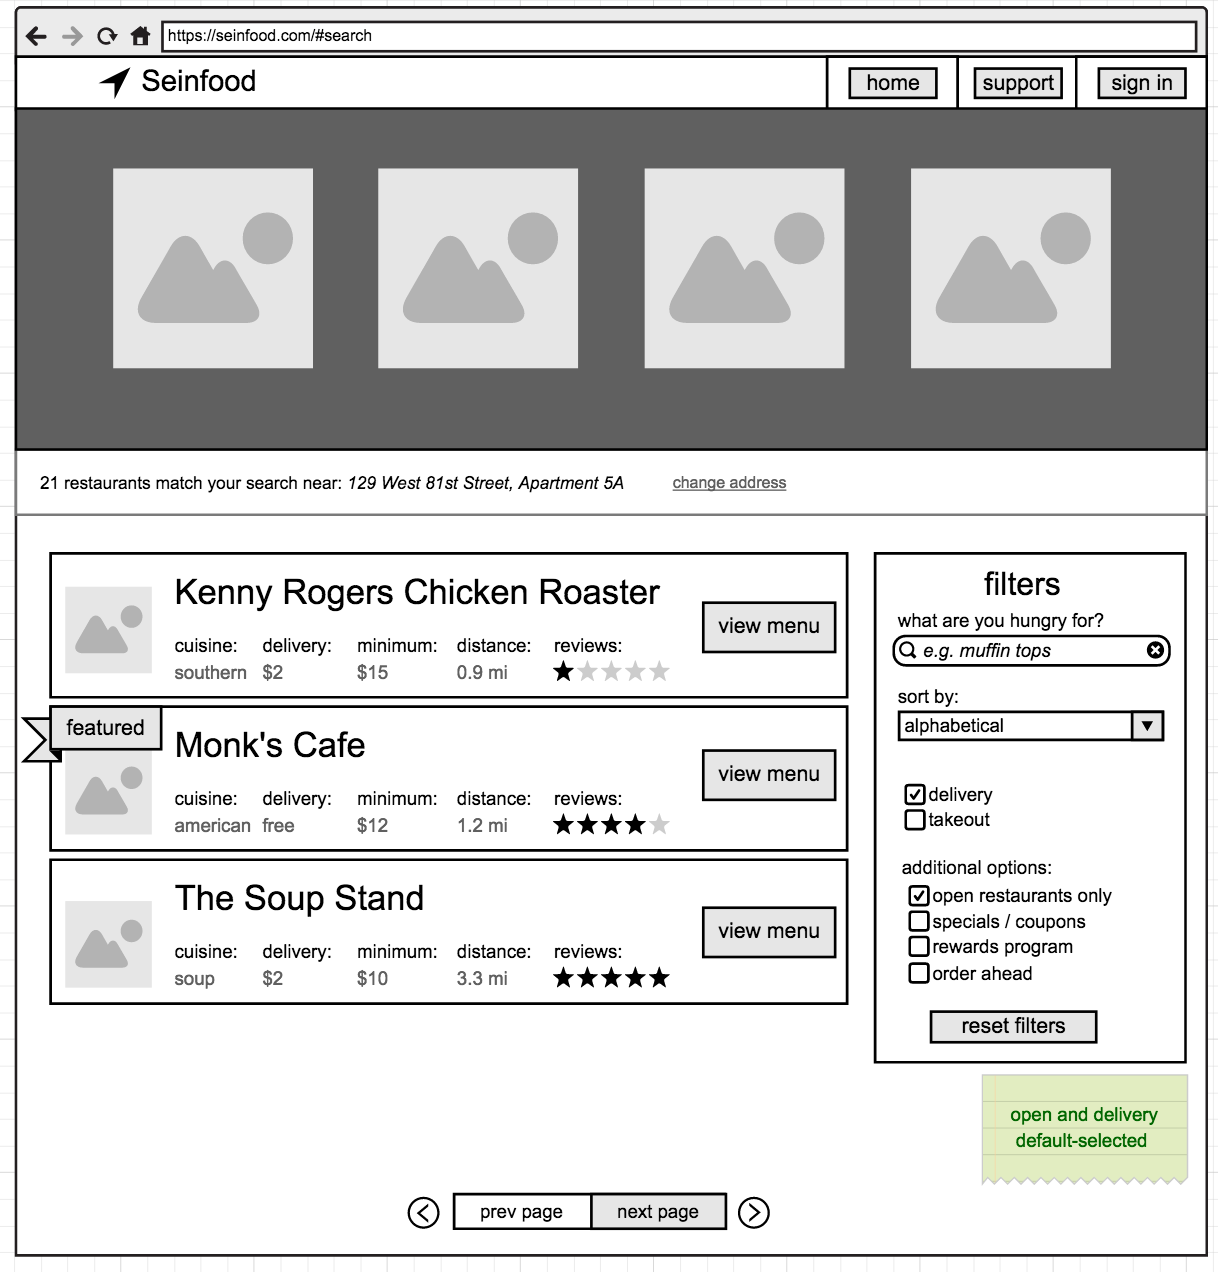 https://seinfood.com/#search
Seinfood
home
support
sign in
21 restaurants match your search near: 129 West 81st Street, Apartment 5A
change address
Kenny Rogers Chicken Roaster
cuisine: delivery: minimum: distance: reviews:
southern $2 $15 0.9 mi
view menu
featured
Monk's Cafe
cuisine: delivery: minimum: distance: reviews:
american free $12 1.2 mi
view menu
The Soup Stand
cuisine: delivery: minimum: distance: reviews:
soup $2 $10 3.3 mi
view menu
filters
what are you hungry for?
e.g. muffin tops
sort by:
alphabetical
delivery
takeout
additional options:
open restaurants only
specials / coupons
rewards program
order ahead
reset filters
open and delivery
default-selected
prev page
next page